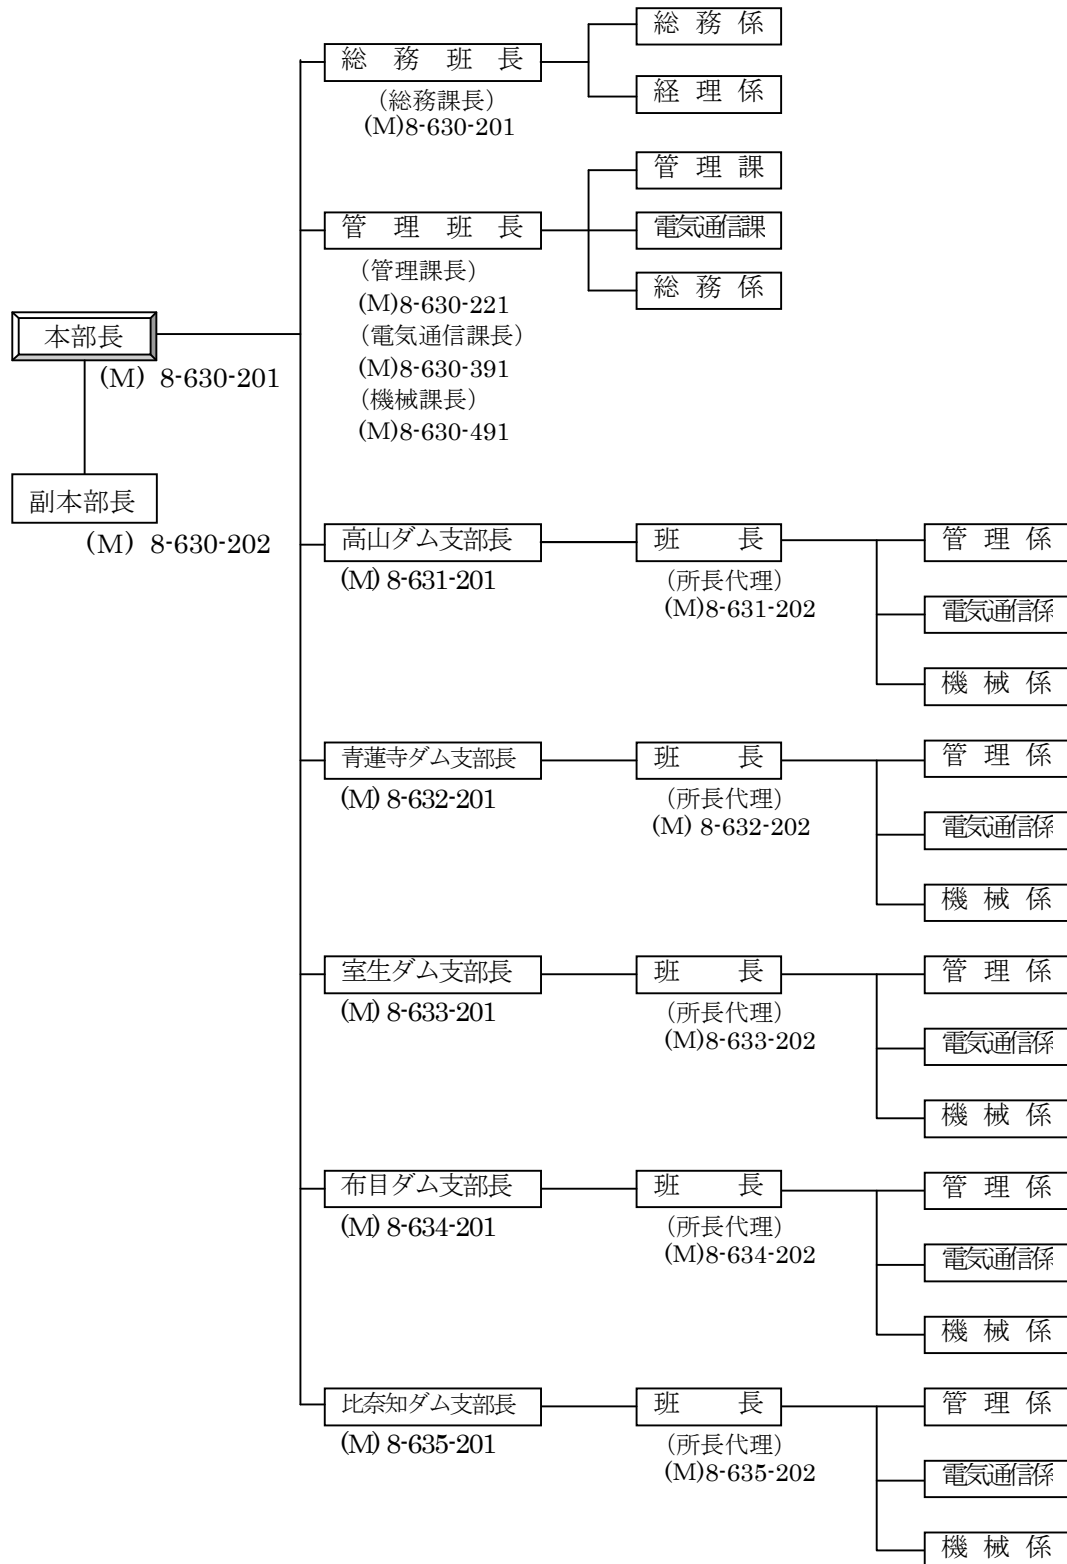 総務係
総務班長
経理係
(総務課長)
(M)8-630-201
管理課
管理班長
電気通信課
総務係
(管理課長)
(M)8-630-221
(電気通信課長)
(M)8-630-391
(機械課長)
(M)8-630-491
本部長
(M) 8-630-201
副本部長
(M) 8-630-202
高山ダム支部長
(M) 8-631-201
班長
(所長代理)
(M)8-631-202
管理係
電気通信係
機械係
青蓮寺ダム支部長
(M) 8-632-201
班長
(所長代理)
(M) 8-632-202
管理係
電気通信係
機械係
室生ダム支部長
(M) 8-633-201
班長
(所長代理)
(M)8-633-202
管理係
電気通信係
機械係
布目ダム支部長
(M) 8-634-201
班長
(所長代理)
(M)8-634-202
管理係
電気通信係
機械係
比奈知ダム支部長
(M) 8-635-201
班長
(所長代理)
(M)8-635-202
管理係
電気通信係
機械係